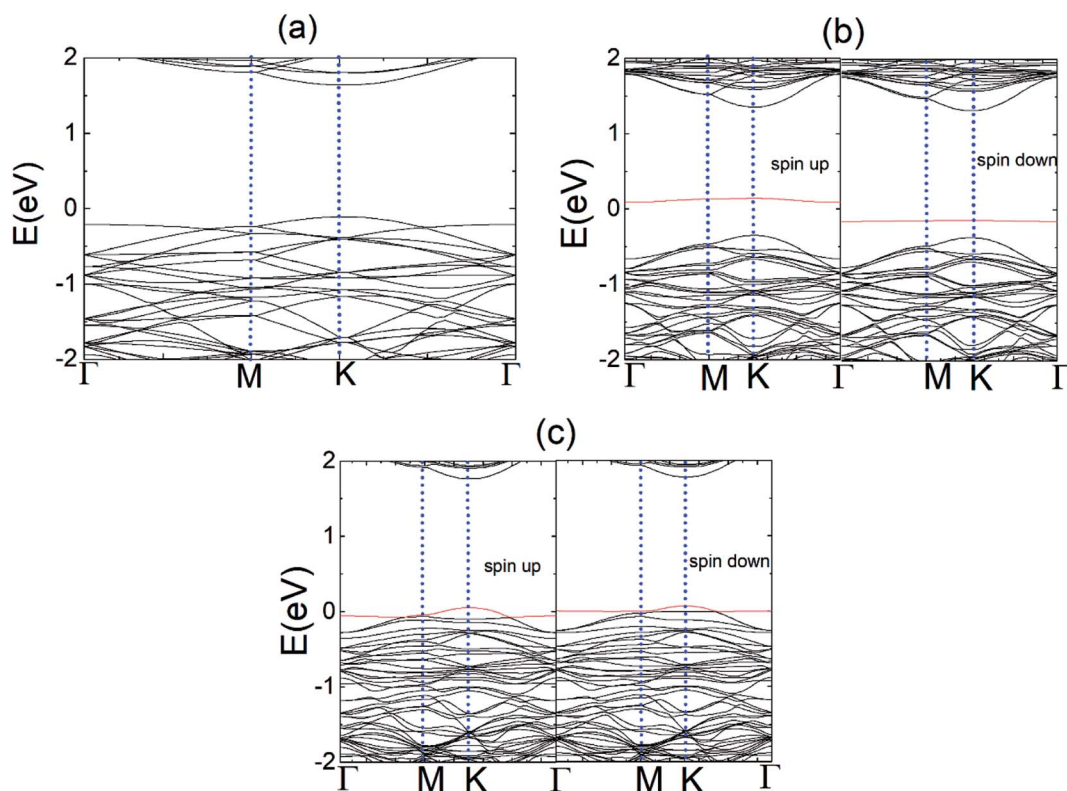 (a)
2
1
0
-1
-2
E(eV)
Γ M K Γ
(b)
2
1
0
-1
-2
E(eV)
spin up
spin down
Γ M K Γ M K Γ
(c)
2
1
0
-1
-2
E(eV)
spin up
spin down
Γ M K Γ M K Γ